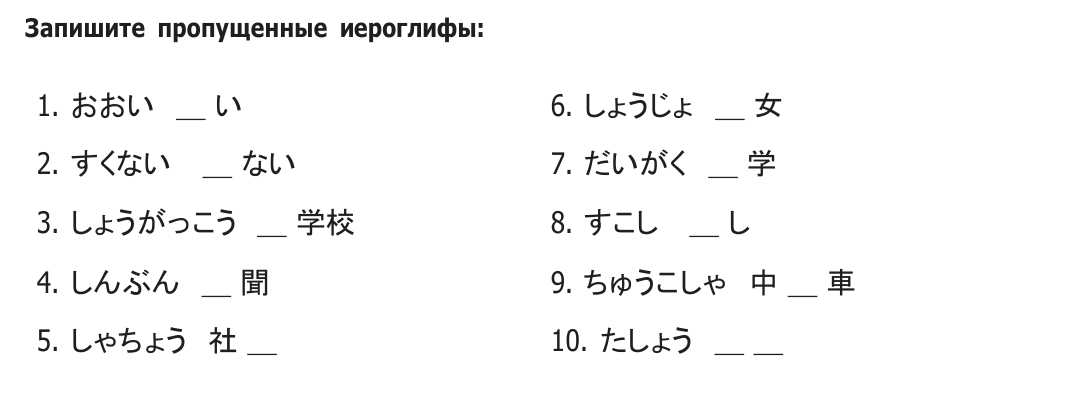 Запишите пропущенные иероглифы:
1. おおい __ い
2. すくない __ ない
3. しょうがっこう __ 学校
4. しんぶん __ 聞
5. しゃちょう 社 __
6. しょうじょ __ 女
7. だいがく __ 学
8. すこし __ し
9. ちゅうこしゃ 中 __ 車
10. たしょう __ __